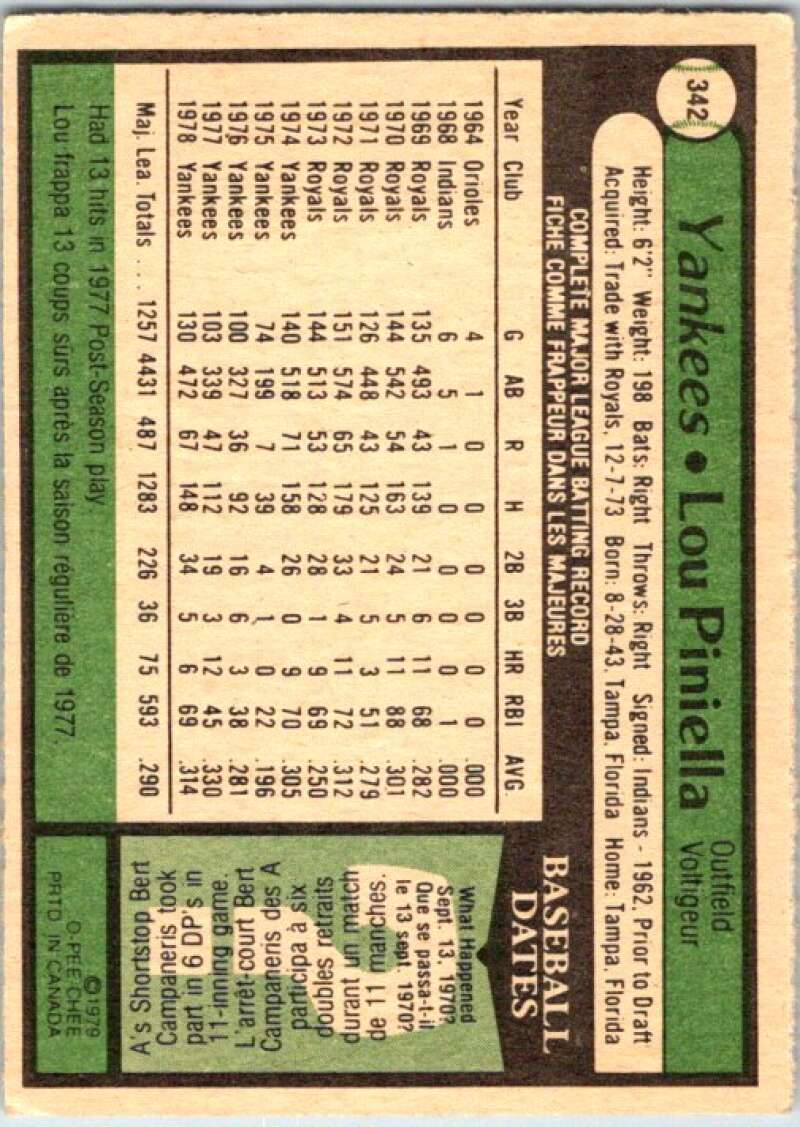 342
Yankees • Lou Piniella
Outfield
Voltigeur
Height: 6'2" Weight: 198 Bats: Right Throws: Right Signed: Indians - 1962, Prior to Draft
Acquired: Trade with Royals, 12-7-73 Born: 8-28-43, Tampa, Florida Home: Tampa, Florida
COMPLETE MAJOR LEAGUE BATTING RECORD
FICHE COMME FRAPPEUR DANS LES MAJEURES
Year Club G AB R H 2B 3B HR RBI AVG.
1964 Orioles 4 1 0 0 0 0 0 0 .000
1968 Indians 6 5 1 0 0 0 0 1 .000
1969 Royals 135 493 43 139 21 6 11 68 .282
1970 Royals 144 542 54 163 24 5 11 88 .301
1971 Royals 126 448 43 125 21 5 3 51 .279
1972 Royals 151 574 65 179 33 4 11 72 .312
1973 Royals 144 513 53 128 28 1 9 69 .250
1974 Yankees 140 518 71 158 26 0 9 70 .305
1975 Yankees 74 199 7 39 4 1 0 22 .196
1976 Yankees 100 327 36 92 16 6 3 38 .281
1977 Yankees 103 339 47 112 19 3 12 45 .330
1978 Yankees 130 472 67 148 34 5 6 69 .314
Maj. Lea. Totals . . . 1257 4431 487 1283 226 36 75 593 .290
Had 13 hits in 1977 Post-Season play
Lou frappa 13 coups sûrs après la saison régulière de 1977.
BASEBALL
DATES
What Happened
Sept. 13, 1970?
Que se passa-t-il
le 13 sept. 1970?
A's Shortstop Bert
Campaneris took
part in 6 DP's in
11-inning game.
L'arrêt-court Bert
Campaneris des A
participa à six
doubles retraits
durant un match
de 11 manches.
©1979
O-PEE-CHEE
PRTD. IN CANADA